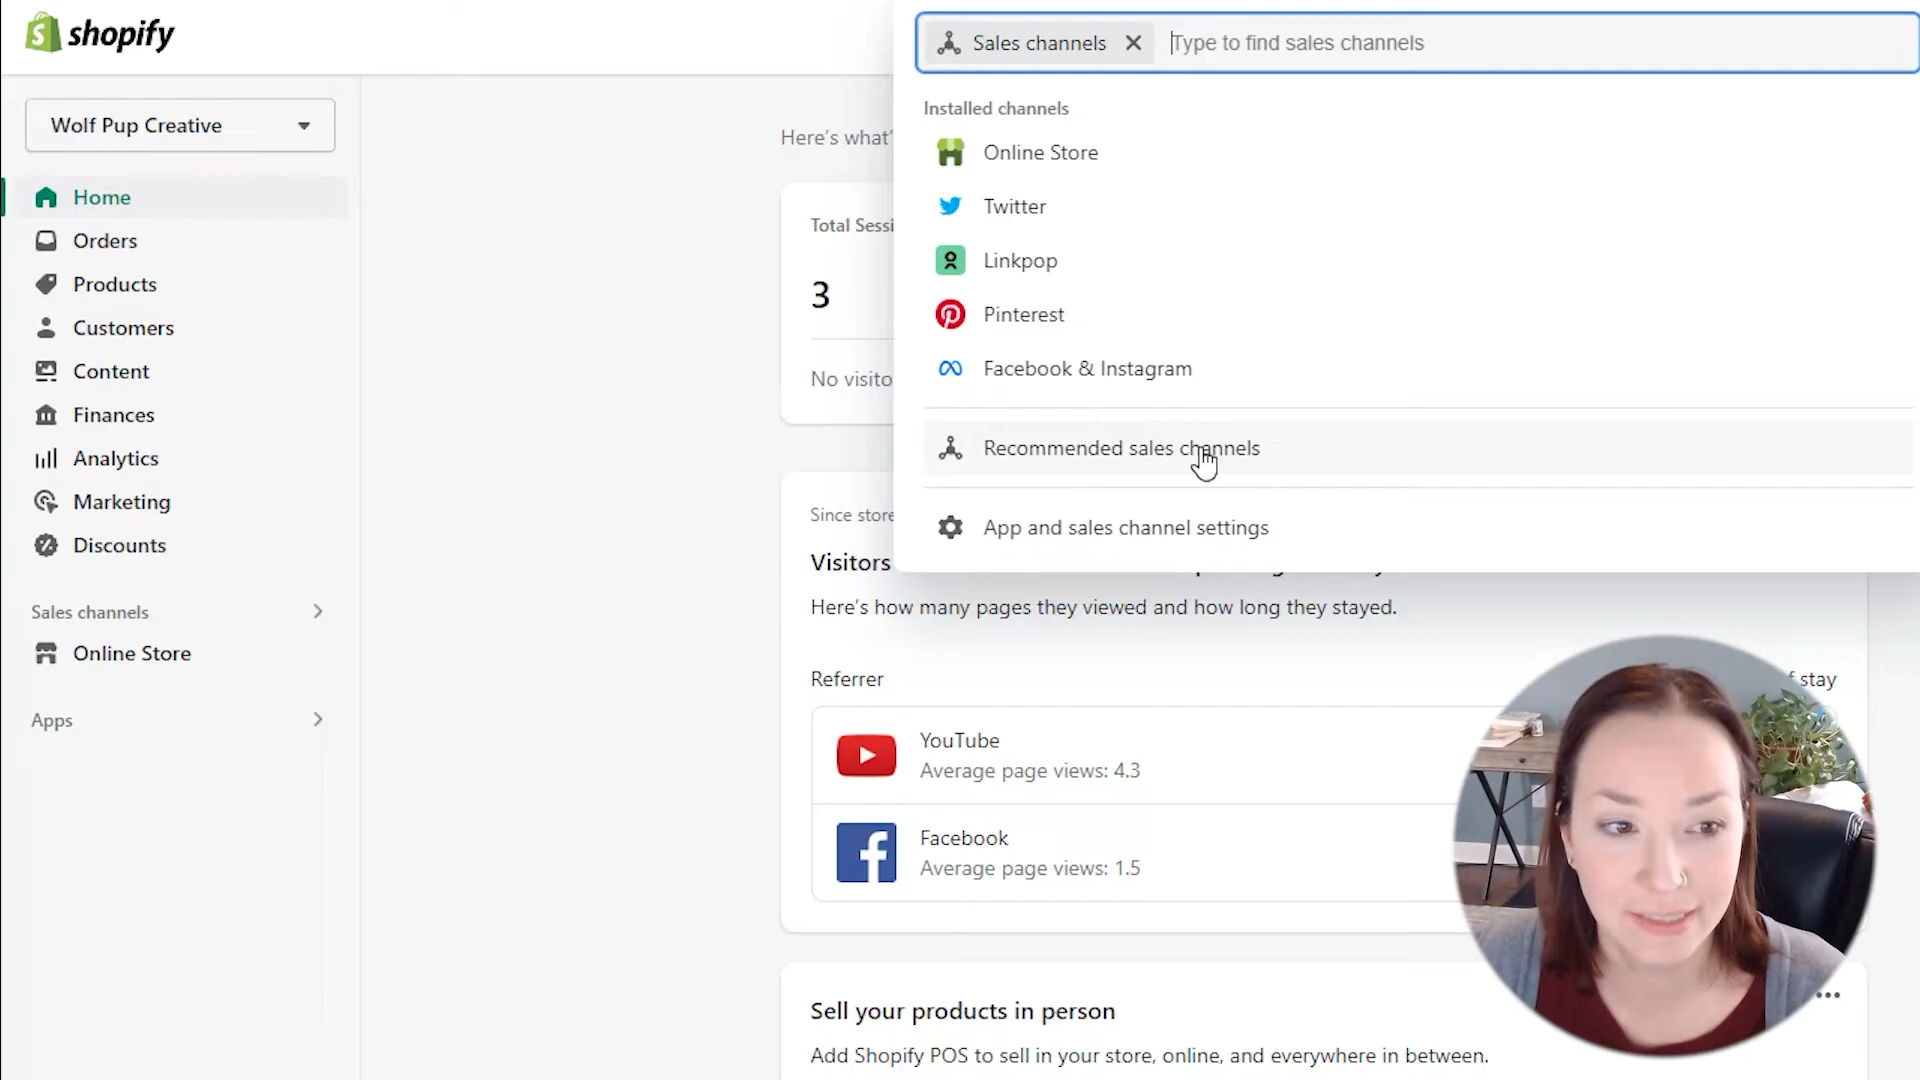 shopify
Sales channels
Type to find sales channels
Wolf Pup Creative
Home
Orders
Products
Customers
Content
Finances
Analytics
Marketing
Discounts
Sales channels
Online Store
Apps
Here's what'
Total Sessi
3
No visito
Installed channels
Online Store
Twitter
Linkpop
Pinterest
Facebook & Instagram
Recommended sales channels
App and sales channel settings
Since store
Visitors
Here's how many pages they viewed and how long they stayed.
Referrer
stay
YouTube
Average page views: 4.3
Facebook
Average page views: 1.5
Sell your products in person
Add Shopify POS to sell in your store, online, and everywhere in between.